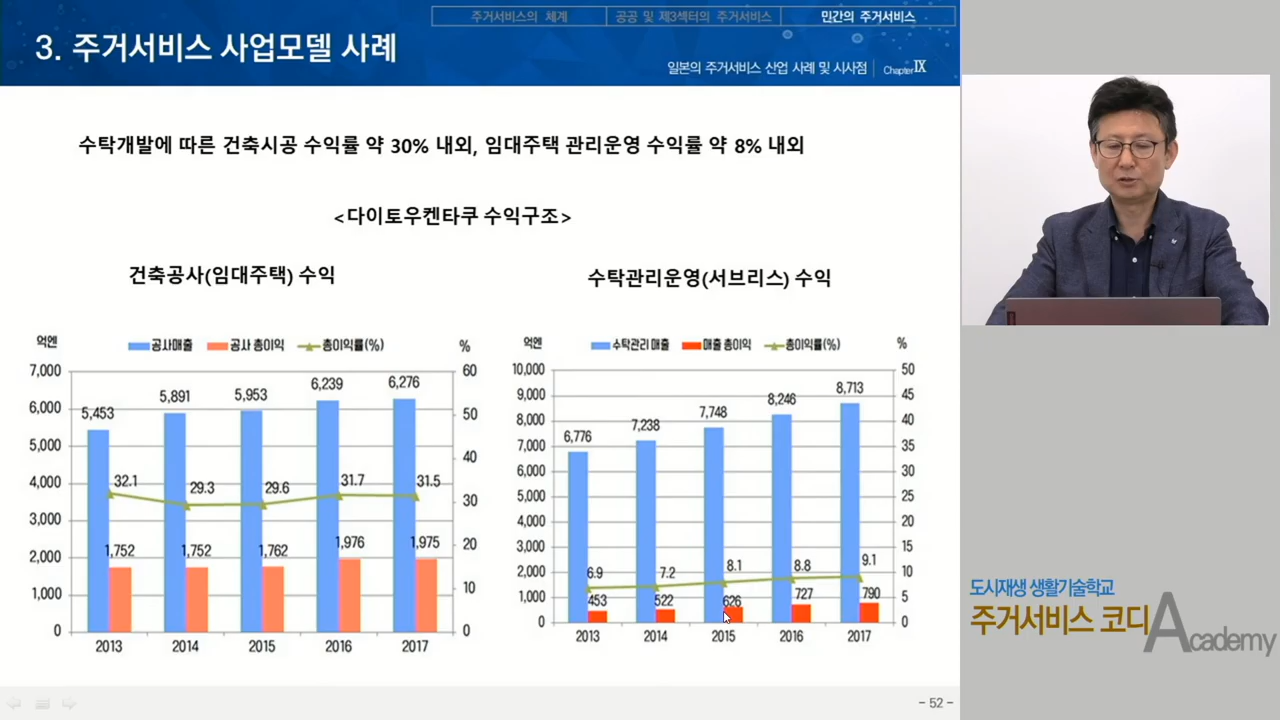 주거서비스의 체계
공공 및 제3섹터의 주거서비스
민간의 주거서비스
3. 주거서비스 사업모델 사례
일본의 주거서비스 산업 사례 및 시사점
Chapter IX
수탁개발에 따른 건축시공 수익률 약 30% 내외, 임대주택 관리운영 수익률 약 8% 내외
<다이토우켄타쿠 수익구조>
건축공사(임대주택) 수익
억엔
공사매출 공사 총이익 총이익률(%)
%
7,000
6,000
5,000
4,000
3,000
2,000
1,000
0
60
50
40
30
20
10
0
5,453 5,891 5,953 6,239 6,276
32.1 29.3 29.6 31.7 31.5
1,752 1,752 1,762 1,976 1,975
2013 2014 2015 2016 2017
수탁관리운영(서브리스) 수익
억엔
수탁관리 매출 매출 총이익 총이익률(%)
%
10,000
9,000
8,000
7,000
6,000
5,000
4,000
3,000
2,000
1,000
0
50
45
40
35
30
25
20
15
10
5
0
6,776 7,238 7,748 8,246 8,713
6.9 7.2 8.1 8.8 9.1
453 522 626 727 790
2013 2014 2015 2016 2017
- 52 -
도시재생 생활기술학교
주거서비스 코디 Academy